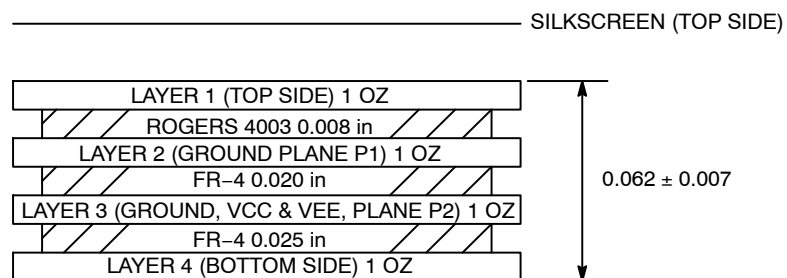 SILKSCREEN (TOP SIDE)
LAYER 1 (TOP SIDE) 1 OZ
ROGERS 4003 0.008 in
LAYER 2 (GROUND PLANE P1) 1 OZ
FR−4 0.020 in
0.062 ± 0.007
LAYER 3 (GROUND, VCC & VEE, PLANE P2) 1 OZ
FR−4 0.025 in
LAYER 4 (BOTTOM SIDE) 1 OZ